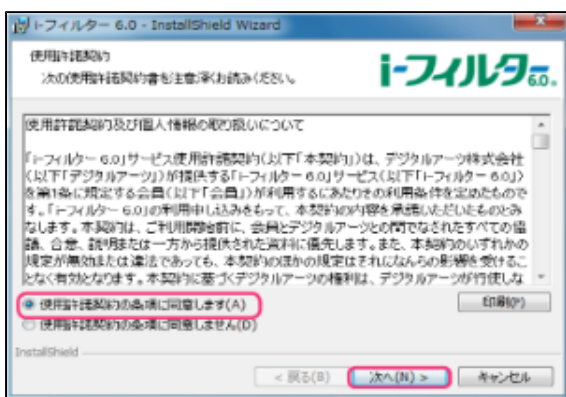 i-フィルター 6.0 - InstallShield Wizard
使用許諾契約
次の使用許諾契約書を注意深くお読みください。
i-フィルター6.0.
使用許諾契約及び個人情報の取り扱いについて
「i-フィルター 6.0」サービス使用許諾契約(以下「本契約」)は、デジタルアーツ株式会社
(以下「デジタルアーツ」)が提供する「i-フィルター 6.0」サービス(以下「「i-フィルター 6.0」」)
を第1条に規定する会員(以下「会員」)が利用するにあたりその利用条件を定めたもので
す。「i-フィルター 6.0」の利用申し込みをもって、本契約の内容を承諾いただいたものとみ
なします。本契約は、ご利用開始前に、会員とデジタルアーツとの間でなされたすべての協
議、合意、説明または一方から提供された資料に優先します。また、本契約のいずれかの
規定が無効または違法であっても、本契約のほかの規定はそれになんらの影響を受けるこ
となく有効となります。本契約に基づくデジタルアーツの権利は、デジタルアーツが行使しな
使用許諾契約の条項に同意します(A)
印刷(P)
使用許諾契約の条項に同意しません(D)
InstallShield
< 戻る(B)
次へ(N) >
キャンセル